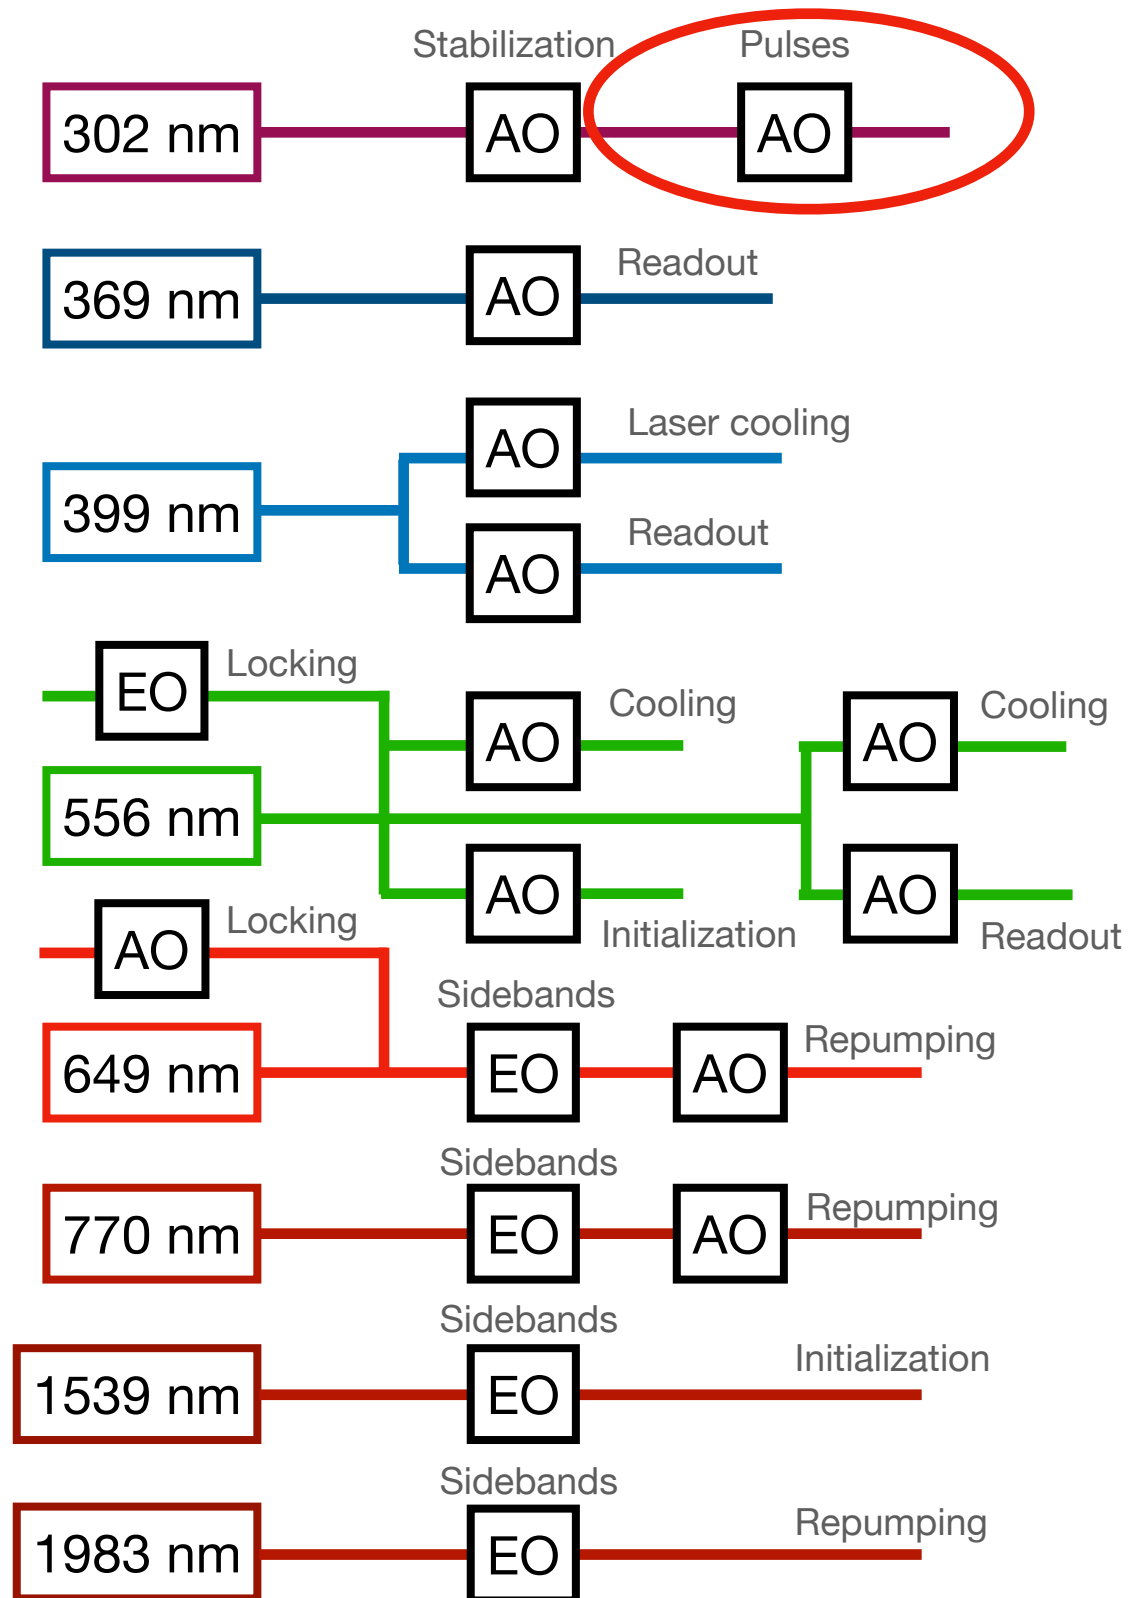 Stabilization Pulses
302 nm AO AO
369 nm AO Readout
AO Laser cooling
399 nm
AO Readout
EO Locking
AO Cooling AO Cooling
556 nm
AO Initialization AO Readout
AO Locking
Sidebands
649 nm EO AO Repumping
Sidebands
770 nm EO AO Repumping
Sidebands
1539 nm EO Initialization
Sidebands
1983 nm EO Repumping